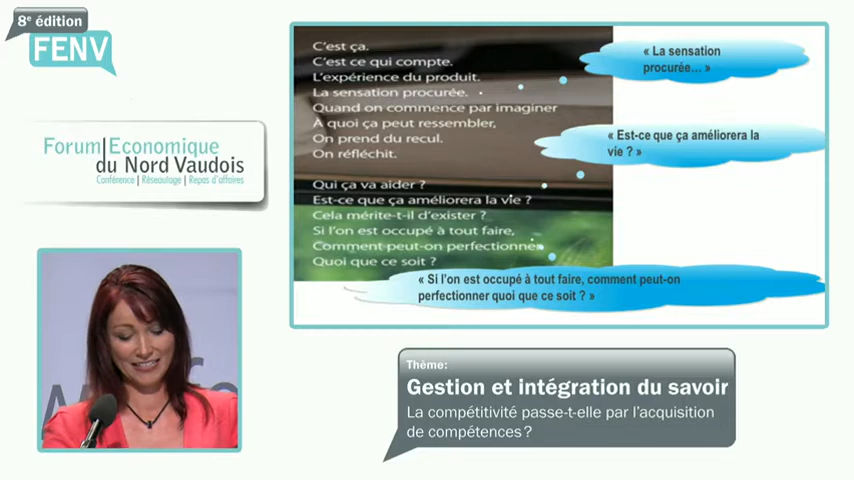 8e édition
FENV
Forum|Economique
du Nord Vaudois
Conférence | Réseautage | Repas d'affaires
C'est ça.
C'est ce qui compte.
L'expérience du produit.
La sensation procurée.
Quand on commence par imaginer
À quoi ça peut ressembler,
On prend du recul.
On réfléchit.
Qui ça va aider ?
Est-ce que ça améliorera la vie ?
Cela mérite-t-il d'exister ?
Si l'on est occupé à tout faire,
Comment peut-on perfectionner
Quoi que ce soit ?
« La sensation
procurée... »
« Est-ce que ça améliorera la
vie ? »
« Si l'on est occupé à tout faire, comment peut-on
perfectionner quoi que ce soit ? »
Thème:
Gestion et intégration du savoir
La compétitivité passe-t-elle par l'acquisition
de compétences ?